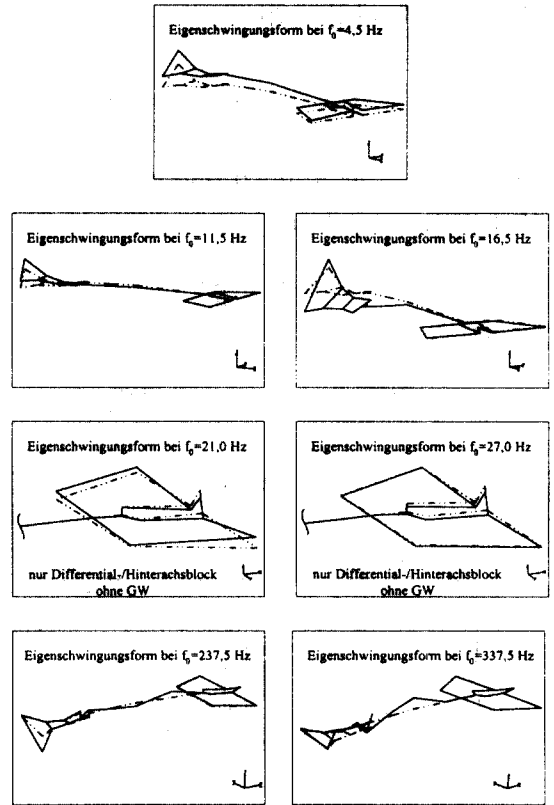 Eigenschwingungsform bei f₀=4,5 Hz
Eigenschwingungsform bei f₀=11,5 Hz
Eigenschwingungsform bei f₀=16,5 Hz
Eigenschwingungsform bei f₀=21,0 Hz
nur Differential-/Hinterachsblock
ohne GW
Eigenschwingungsform bei f₀=27,0 Hz
nur Differential-/Hinterachsblock
ohne GW
Eigenschwingungsform bei f₀=237,5 Hz
Eigenschwingungsform bei f₀=337,5 Hz